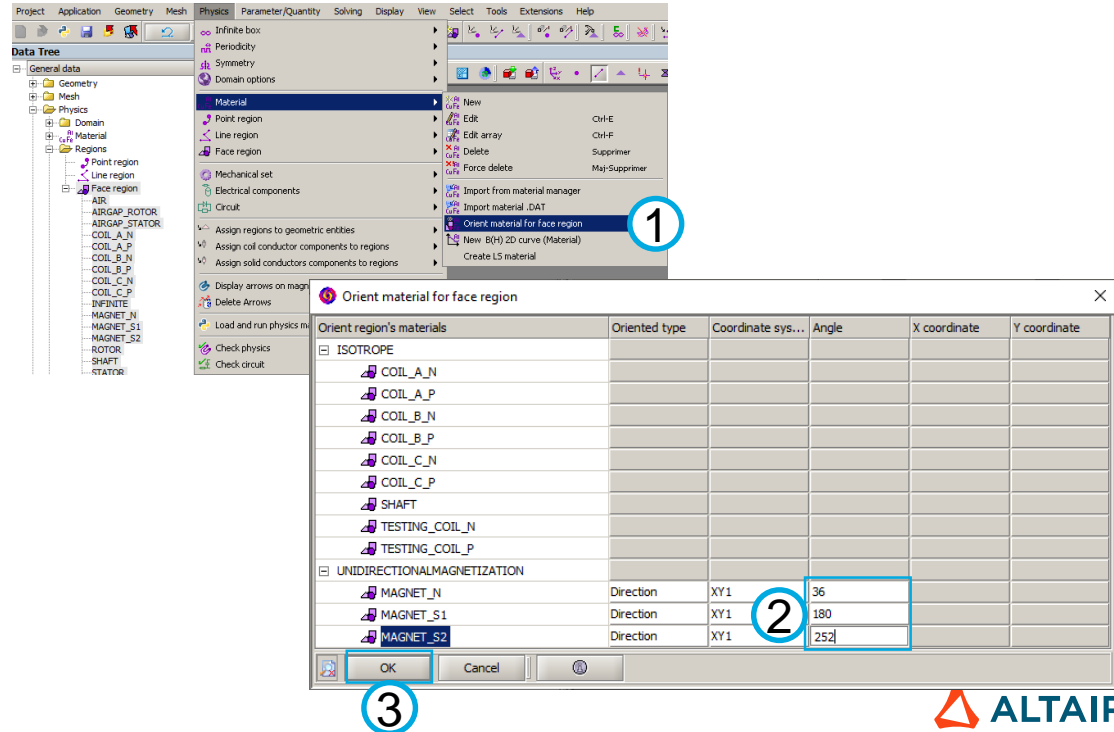 Project Application Geometry Mesh Physics Parameter/Quantity Solving Display View Select Tools Extensions Help
Data Tree
General data
Geometry
Mesh
Physics
Domain
Material
Regions
Point region
Line region
Face region
AIR
AIRGAP_ROTOR
AIRGAP_STATOR
COIL_A_N
COIL_A_P
COIL_B_N
COIL_B_P
COIL_C_N
COIL_C_P
INFINITE
MAGNET_N
MAGNET_S1
MAGNET_S2
ROTOR
SHAFT
STATOR
Infinite box
Periodicity
Symmetry
Domain options
Material
Point region
Line region
Face region
Mechanical set
Electrical components
Circuit
Assign regions to geometric entities
Assign coil conductor components to regions
Assign solid conductors components to regions
Display arrows on magn
Delete Arrows
Load and run physics m
Check physics
Check circuit
New
Edit Ctrl-E
Edit array Ctrl-F
Delete Supprimer
Force delete Maj-Supprimer
Import from material manager
Import material .DAT
Orient material for face region
New B(H) 2D curve (Material)
Create LS material
1
Orient material for face region
Orient region's materials Oriented type Coordinate sys... Angle X coordinate Y coordinate
ISOTROPE
COIL_A_N
COIL_A_P
COIL_B_N
COIL_B_P
COIL_C_N
COIL_C_P
SHAFT
TESTING_COIL_N
TESTING_COIL_P
UNIDIRECTIONALMAGNETIZATION
MAGNET_N Direction XY1 36
MAGNET_S1 Direction XY1 180
MAGNET_S2 Direction XY1 252
2
OK Cancel
3
ALTAIR